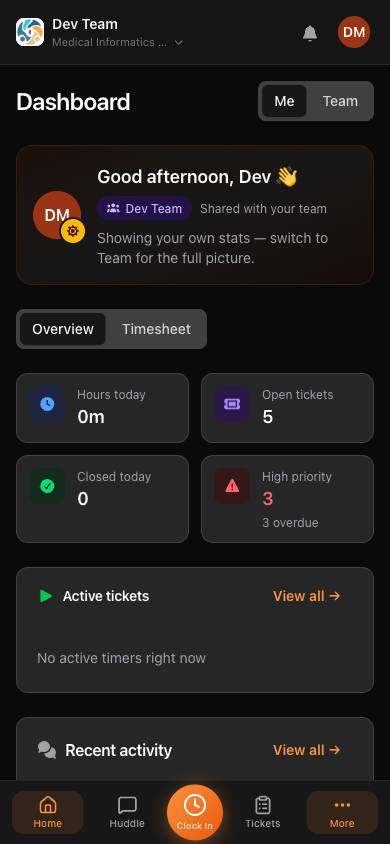 Dev Team
Medical Informatics ...
DM
Dashboard
Me
Team
DM
Good afternoon, Dev 👋
Dev Team
Shared with your team
Showing your own stats — switch to
Team for the full picture.
Overview
Timesheet
Hours today
0m
Open tickets
5
Closed today
0
High priority
3
3 overdue
Active tickets
View all →
No active timers right now
Recent activity
View all →
Home
Huddle
Clock In
Tickets
More